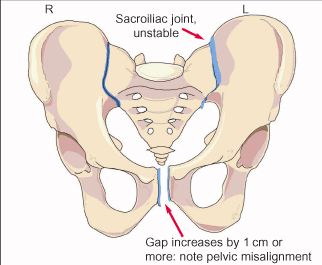 R
L
Sacroiliac joint,
unstable
Gap increases by 1 cm or
more: note pelvic misalignment